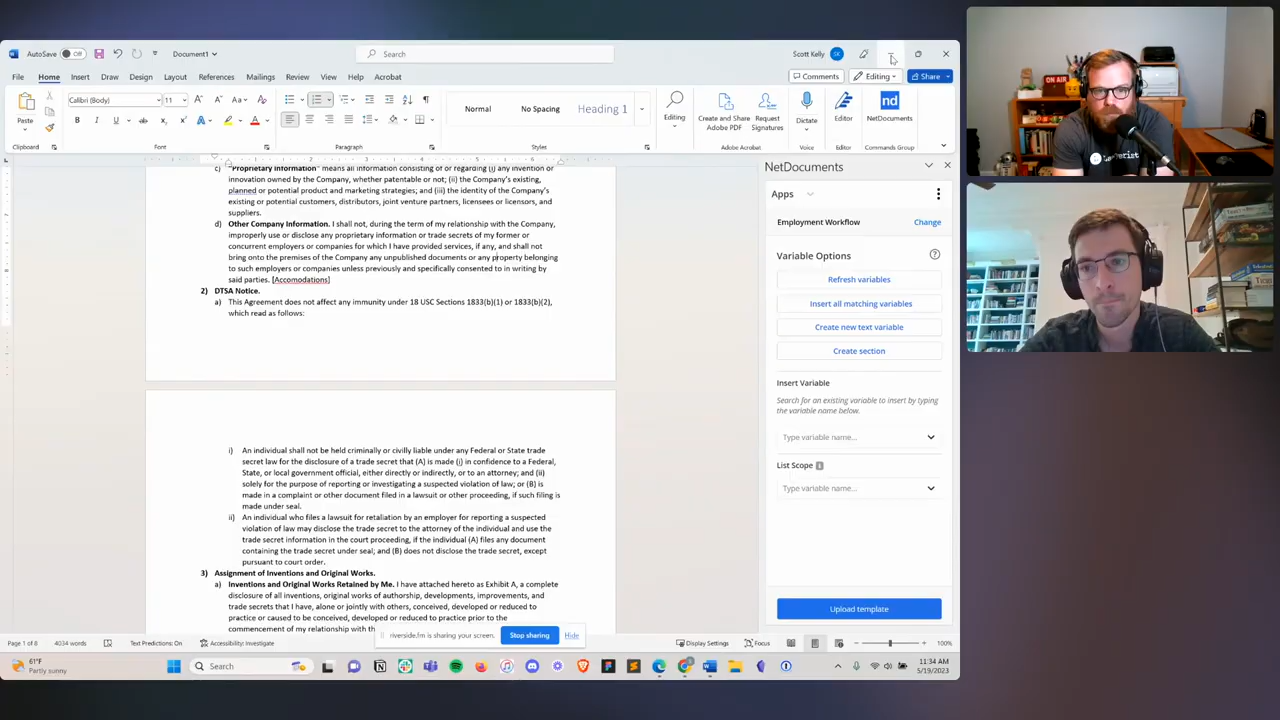 AutoSave Off Document1 Search Scott Kelly SK
File Home Insert Draw Design Layout References Mailings Review View Help Acrobat Comments Editing Share
Paste Calibri (Body) 11 A A Aa A
B I U ab x A A
Normal No Spacing Heading 1
Editing Create and Share Adobe PDF Request Signatures Dictate Editor nd NetDocuments
Clipboard Font Paragraph Styles Adobe Acrobat Voice Editor Commands Group
c) "Proprietary Information" means all information consisting of or regarding (i) any invention or
innovation owned by the Company, whether patentable or not; (ii) the Company's existing,
planned or potential product and marketing strategies; and (iii) the identity of the Company's
existing or potential customers, distributors, joint venture partners, licensees or licensors, and
suppliers.
d) Other Company Information. I shall not, during the term of my relationship with the Company,
improperly use or disclose any proprietary information or trade secrets of my former or
concurrent employers or companies for which I have provided services, if any, and shall not
bring onto the premises of the Company any unpublished documents or any property belonging
to such employers or companies unless previously and specifically consented to in writing by
said parties. [Accomodations]
2) DTSA Notice.
a) This Agreement does not affect any immunity under 18 USC Sections 1833(b)(1) or 1833(b)(2),
which read as follows:
i) An individual shall not be held criminally or civilly liable under any Federal or State trade
secret law for the disclosure of a trade secret that (A) is made (i) in confidence to a Federal,
State, or local government official, either directly or indirectly, or to an attorney; and (ii)
solely for the purpose of reporting or investigating a suspected violation of law; or (B) is
made in a complaint or other document filed in a lawsuit or other proceeding, if such filing is
made under seal.
ii) An individual who files a lawsuit for retaliation by an employer for reporting a suspected
violation of law may disclose the trade secret to the attorney of the individual and use the
trade secret information in the court proceeding, if the individual (A) files any document
containing the trade secret under seal; and (B) does not disclose the trade secret, except
pursuant to court order.
3) Assignment of Inventions and Original Works.
a) Inventions and Original Works Retained by Me. I have attached hereto as Exhibit A, a complete
disclosure of all inventions, original works of authorship, developments, improvements, and
trade secrets that I have, alone or jointly with others, conceived, developed or reduced to
practice or caused to be conceived, developed or reduced to practice prior to the
commencement of my relationship with th
NetDocuments
Apps
Employment Workflow Change
Variable Options
Refresh variables
Insert all matching variables
Create new text variable
Create section
Insert Variable
Search for an existing variable to insert by typing
the variable name below.
Type variable name...
List Scope
Type variable name...
Upload template
riverside.fm is sharing your screen. Stop sharing Hide
Page 1 of 8 4034 words Text Predictions: On Accessibility: Investigate Display Settings Focus 100%
61°F
Partly sunny
Search
11:34 AM
5/19/2023
ON AIR